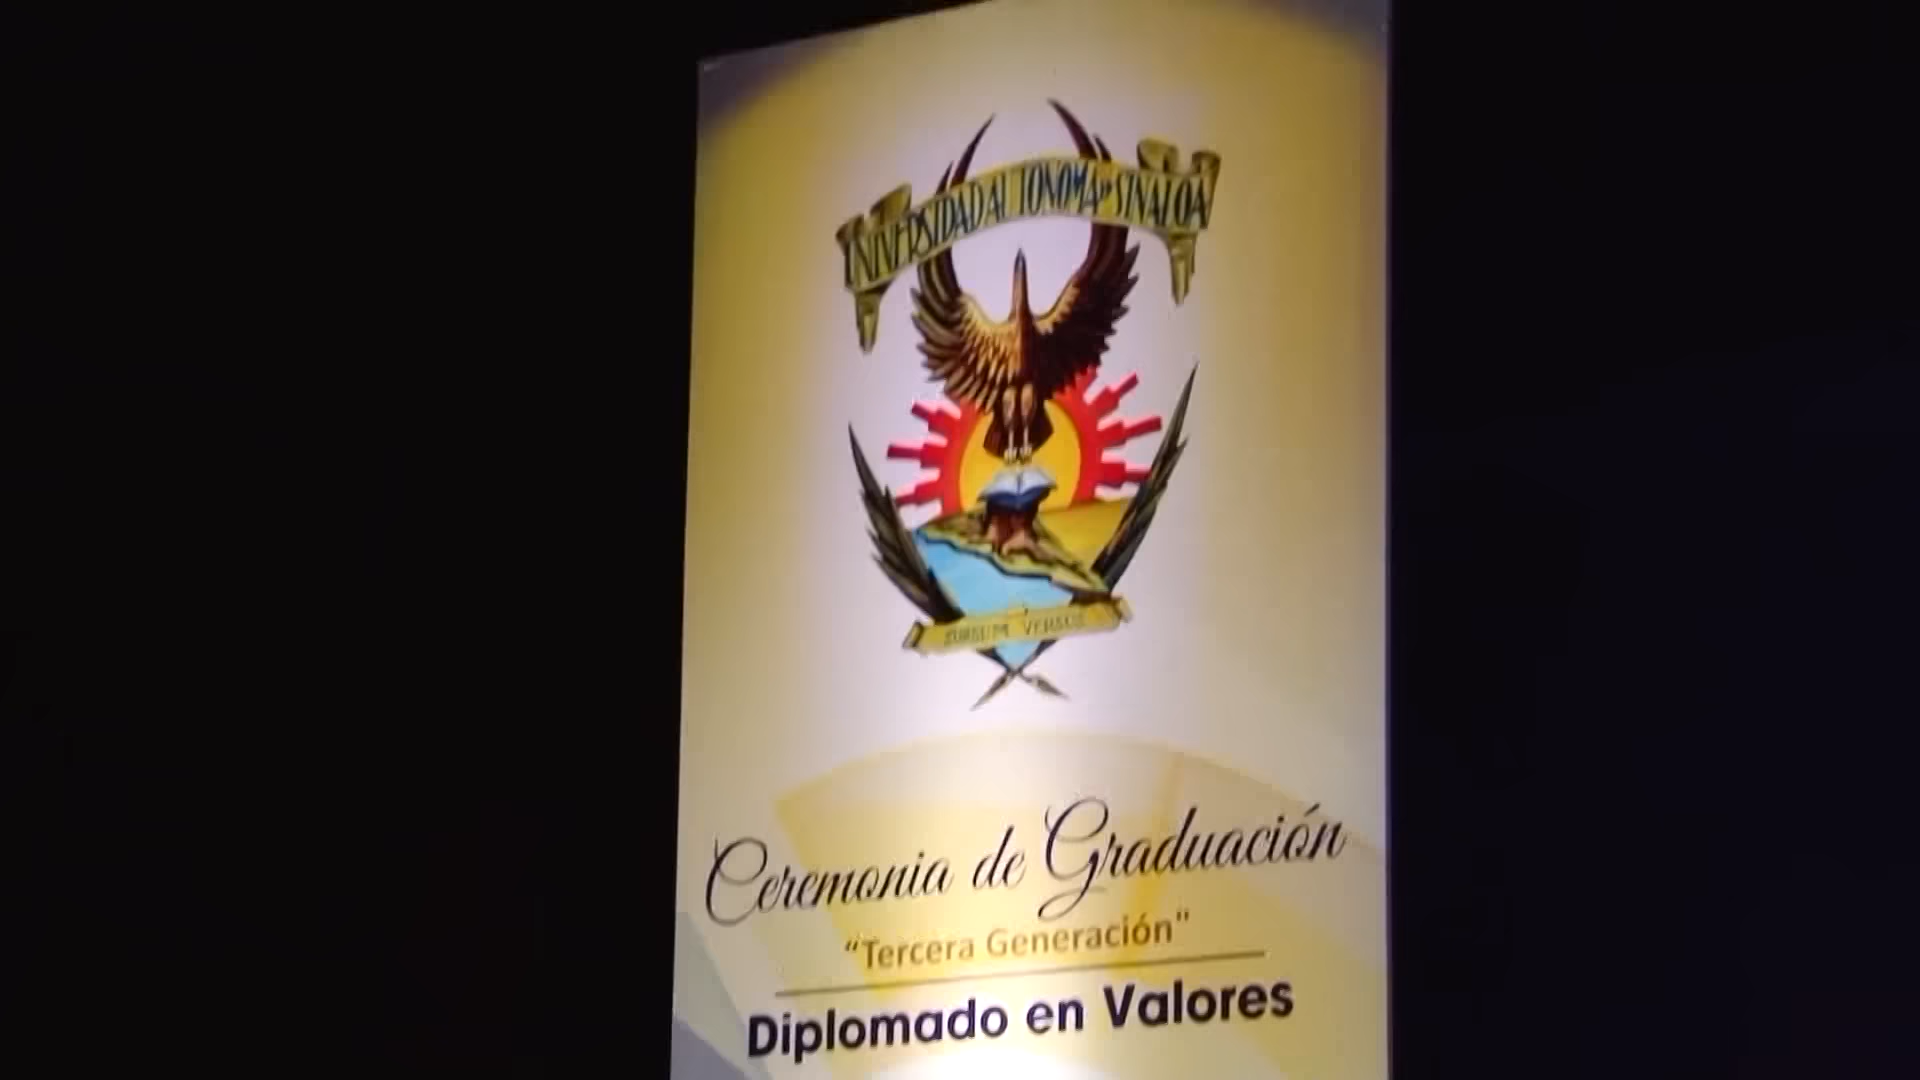 UNIVERSIDAD AUTONOMA DE SINALOA
SURSUM VERSUS
Ceremonia de Graduación
“Tercera Generación"
Diplomado en Valores